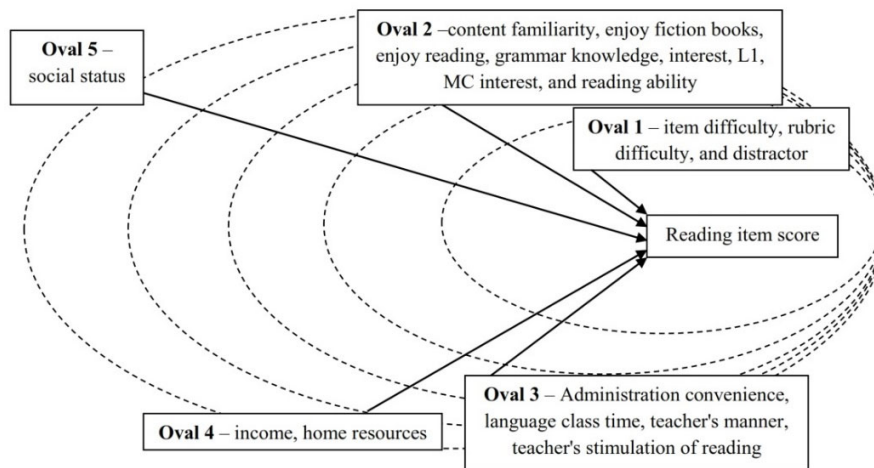 Oval 5 –
social status
Oval 2 –content familiarity, enjoy fiction books,
enjoy reading, grammar knowledge, interest, L1,
MC interest, and reading ability
Oval 1 – item difficulty, rubric
difficulty, and distractor
Reading item score
Oval 3 – Administration convenience,
language class time, teacher's manner,
teacher's stimulation of reading
Oval 4 – income, home resources